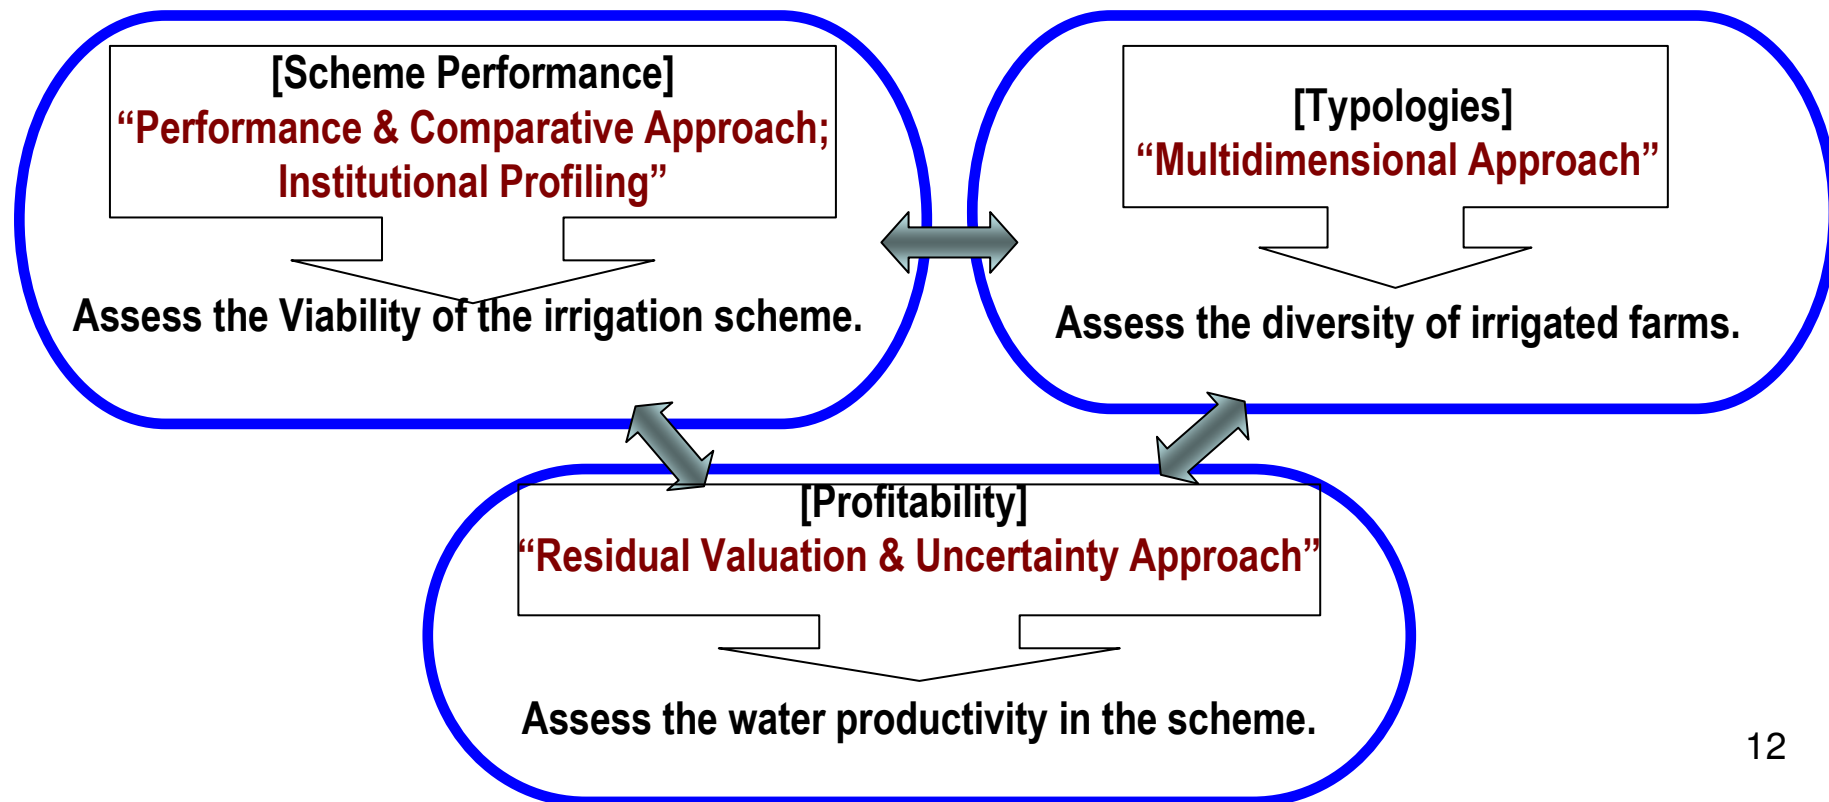 [Scheme Performance]
“Performance & Comparative Approach;
Institutional Profiling”
Assess the Viability of the irrigation scheme.
[Typologies]
“Multidimensional Approach”
Assess the diversity of irrigated farms.
[Profitability]
“Residual Valuation & Uncertainty Approach”
Assess the water productivity in the scheme.
12